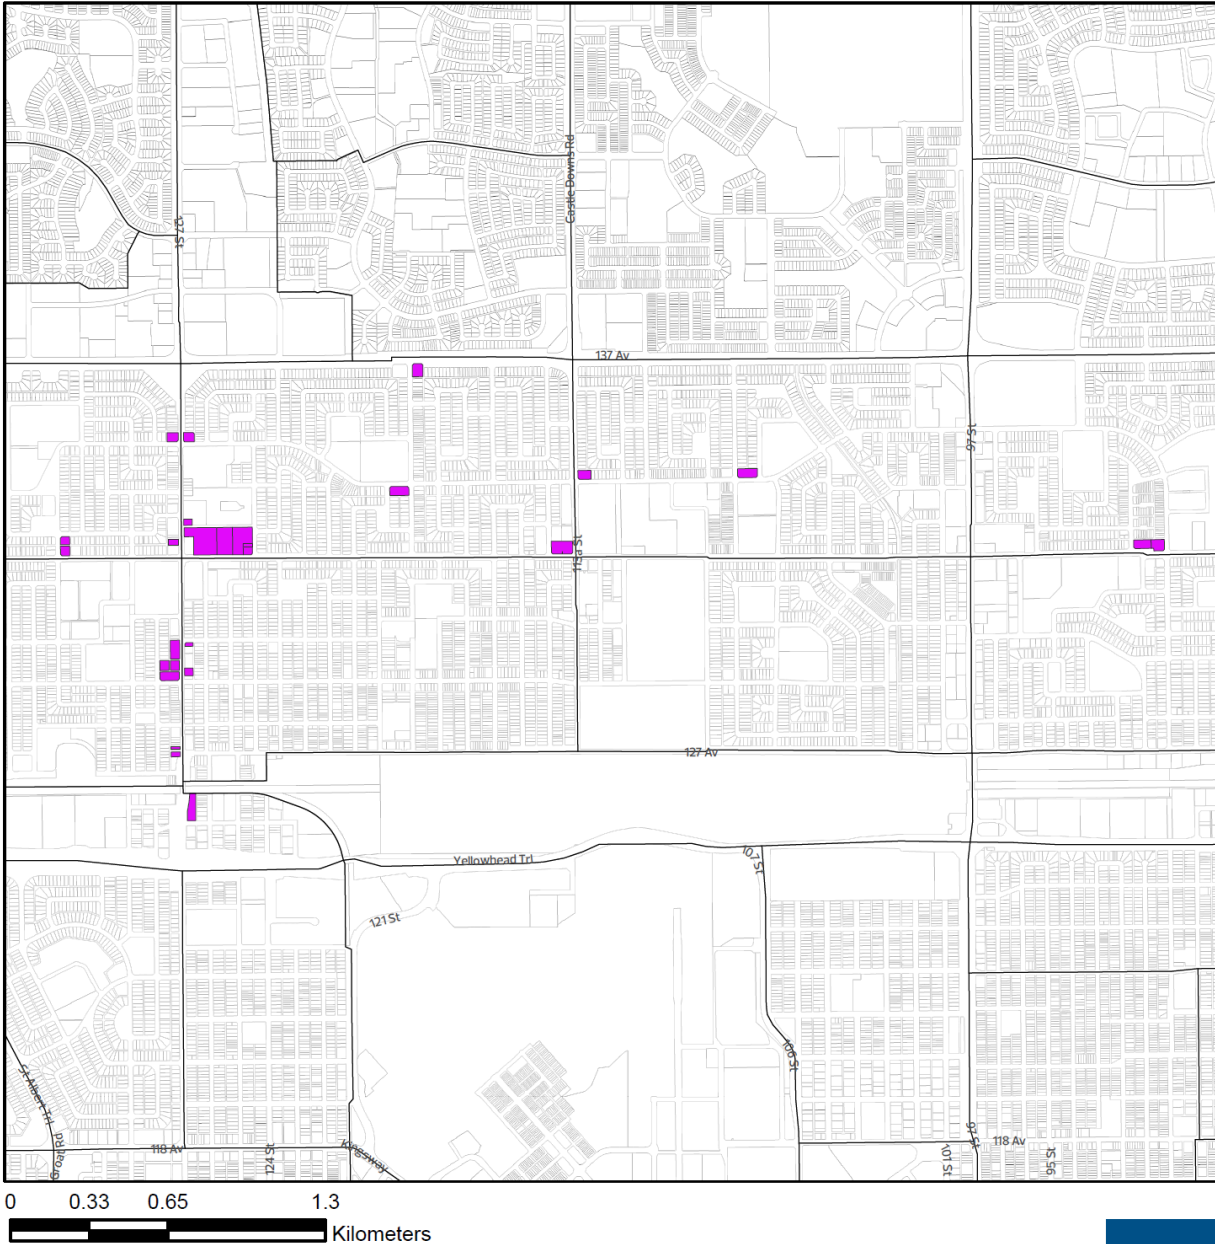 Castle Downs Rd
127 St
137 Av
97 St
113a St
127 Av
Yellowhead Trl
107 St
121 St
106 St
St Albert Trl
Groat Rd
118 Av
124 St
Kingsway
97 St
118 Av
101 St
95 St
0 0.33 0.65 1.3
Kilometers